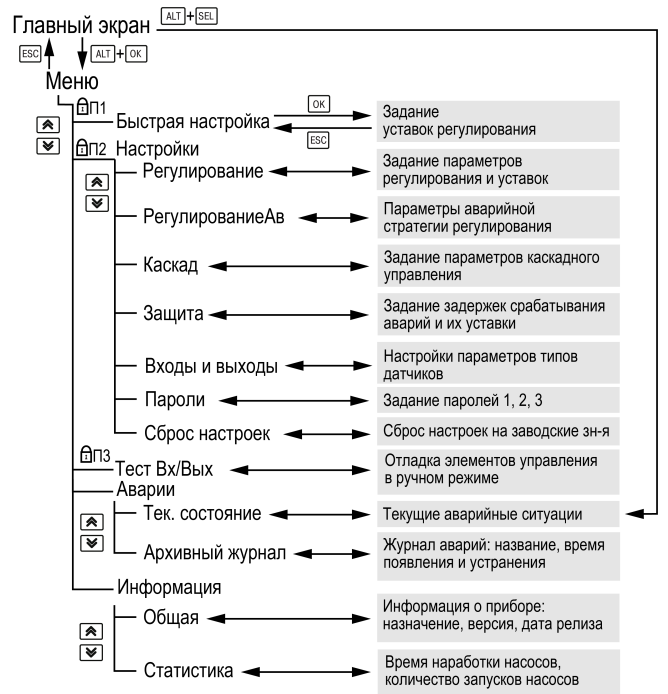 ALT + SEL
Главный экран
ESC ALT + OK
Меню
П1
Быстрая настройка
OK
ESC
Задание
уставок регулирования
П2 Настройки
Регулирование
Задание параметров
регулирования и уставок
РегулированиеАв
Параметры аварийной
стратегии регулирования
Каскад
Задание параметров каскадного
управления
Защита
Задание задержек срабатывания
аварий и их уставки
Входы и выходы
Настройки параметров типов
датчиков
Пароли
Задание паролей 1, 2, 3
Сброс настроек
Сброс настроек на заводские зн-я
П3
Тест Вх/Вых
Отладка элементов управления
в ручном режиме
Аварии
Тек. состояние
Текущие аварийные ситуации
Архивный журнал
Журнал аварий: название, время
появления и устранения
Информация
Общая
Информация о приборе:
назначение, версия, дата релиза
Статистика
Время наработки насосов,
количество запусков насосов